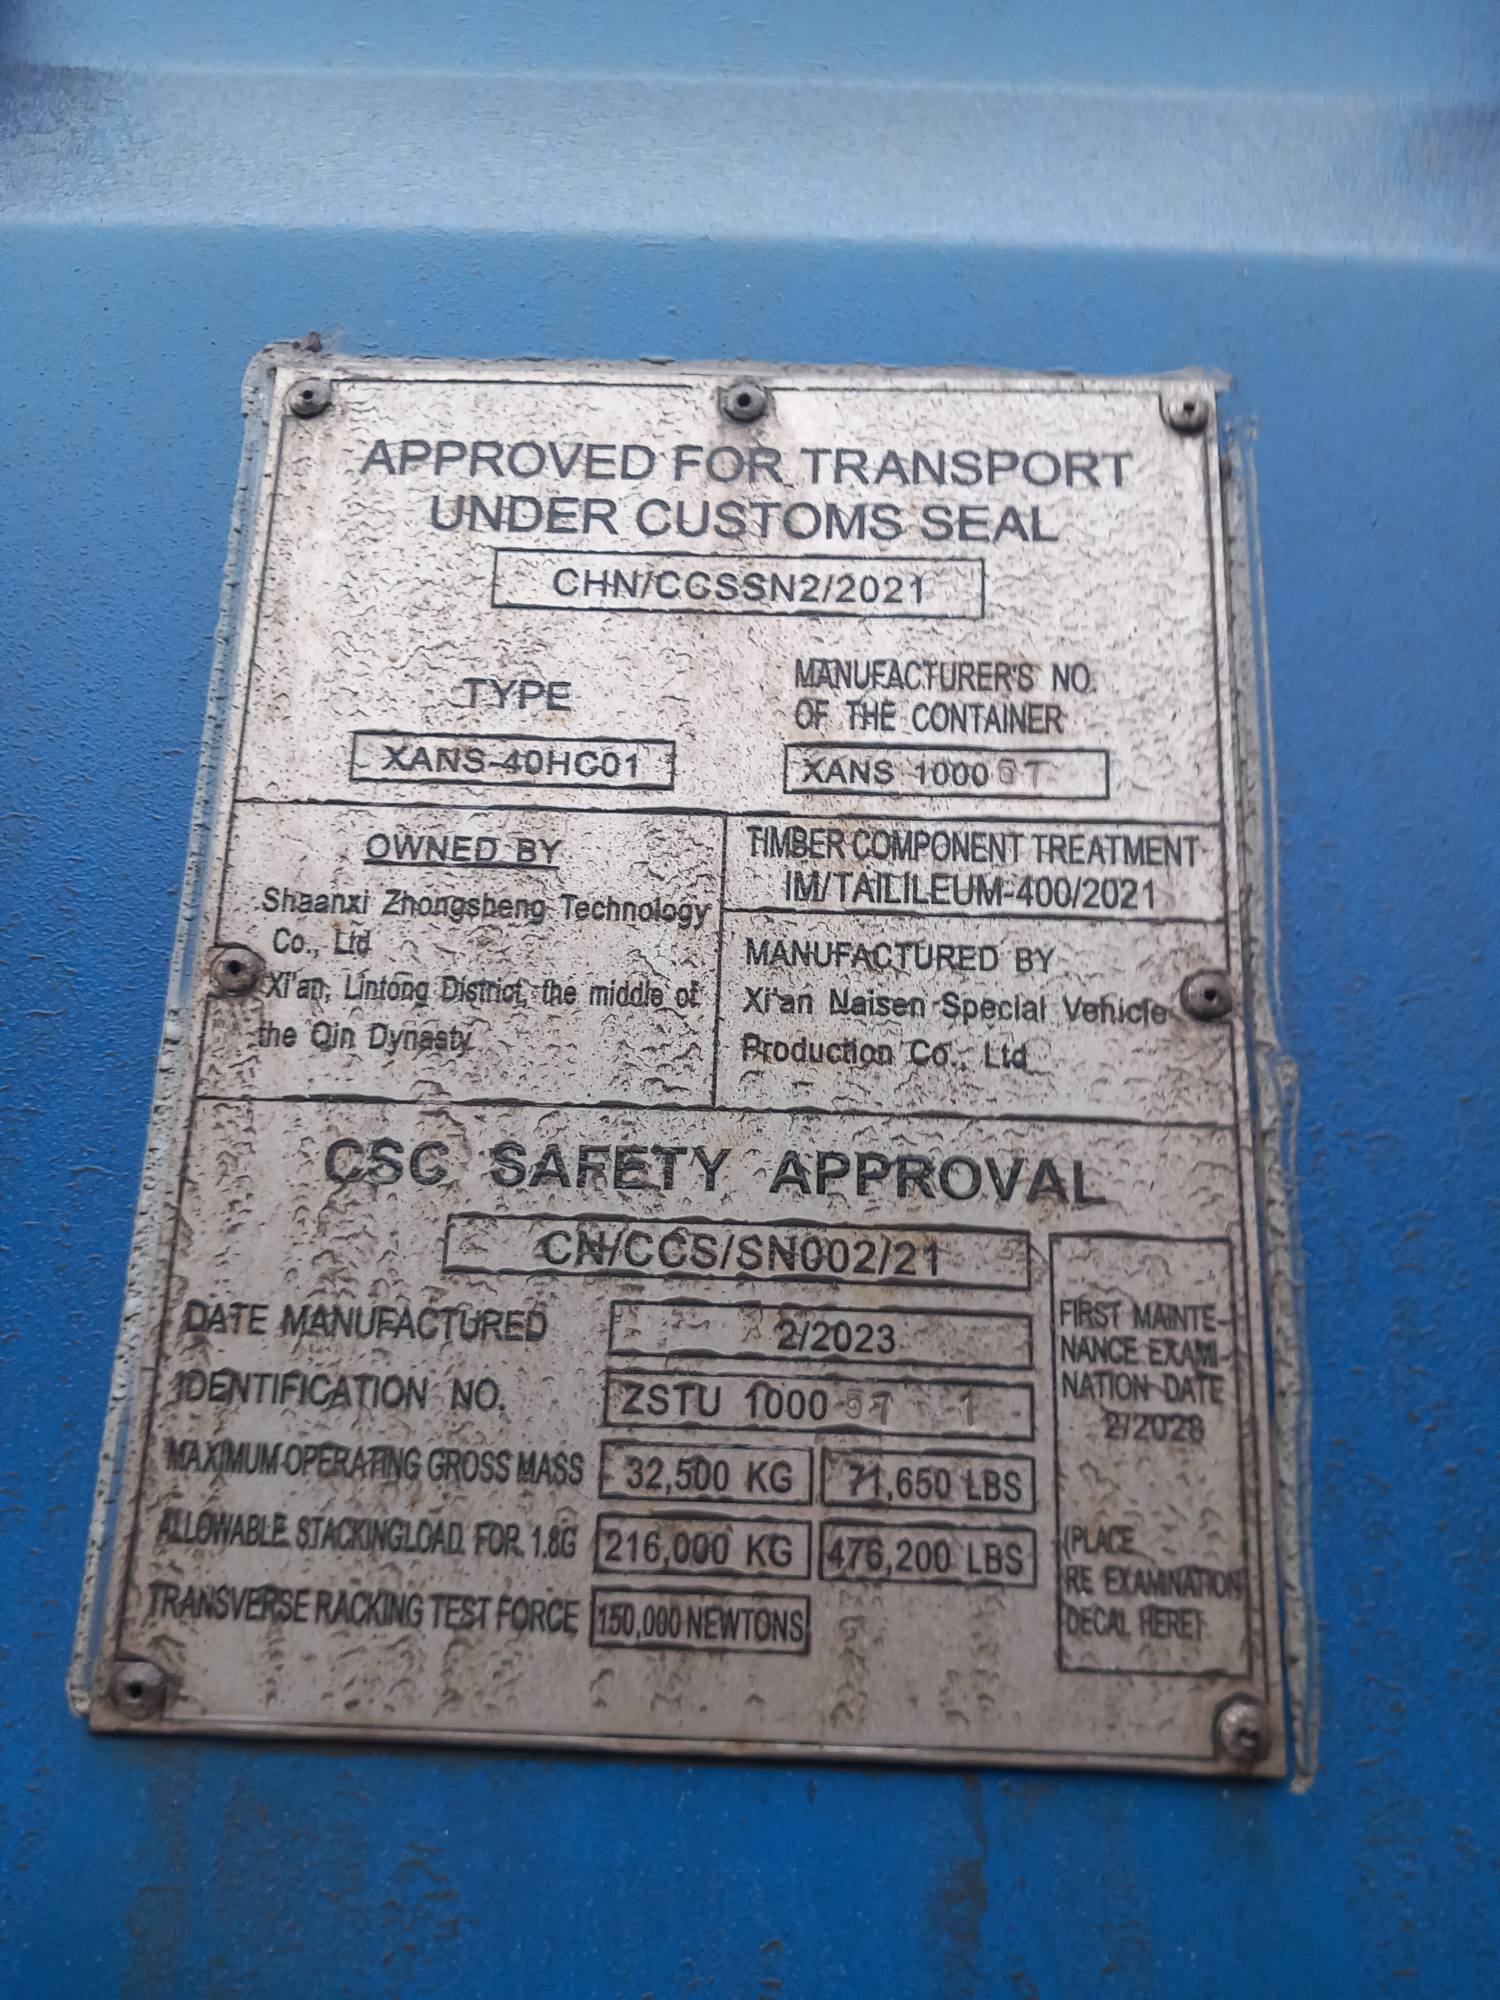 APPROVED FOR TRANSPORT
UNDER CUSTOMS SEAL
CHN/CCSSN2/2021
TYPE
XANS-40HC01
MANUFACTURER'S NO.
OF THE CONTAINER
XANS 100057
OWNED BY
Shaanxi Zhongsheng Technology
Co., Ltd
Xi'an, Lintong District, the middle of
the Qin Dynasty
TIMBER COMPONENT TREATMENT
IM/TAILILEUM-400/2021
MANUFACTURED BY
Xi'an Naisen Special Vehicle
Production Co., Ltd
CSC SAFETY APPROVAL
CN/CCS/SN002/21
DATE MANUFACTURED 2/2023
IDENTIFICATION NO. ZSTU 100057 1
MAXIMUM OPERATING GROSS MASS 32,500 KG 71,650 LBS
ALLOWABLE STACKINGLOAD FOR 1.8G 216,000 KG 476,200 LBS
TRANSVERSE RACKING TEST FORCE 150,000 NEWTONS
FIRST MAINTE-
NANCE EXAMI-
NATION DATE
2/2028
(PLACE
RE EXAMINATION
DECAL HERE)